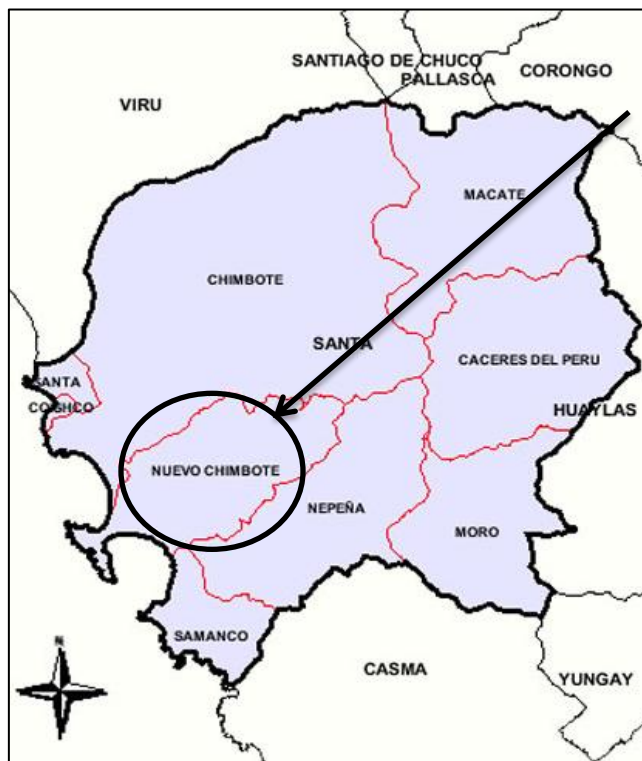 SANTIAGO DE CHUCO
PALLASCA
CORONGO
VIRU
MACATE
CHIMBOTE
SANTA
CACERES DEL PERU
SANTA
COISHCO
HUAYLAS
NUEVO CHIMBOTE
NEPEÑA
MORO
SAMANCO
N
CASMA
YUNGAY